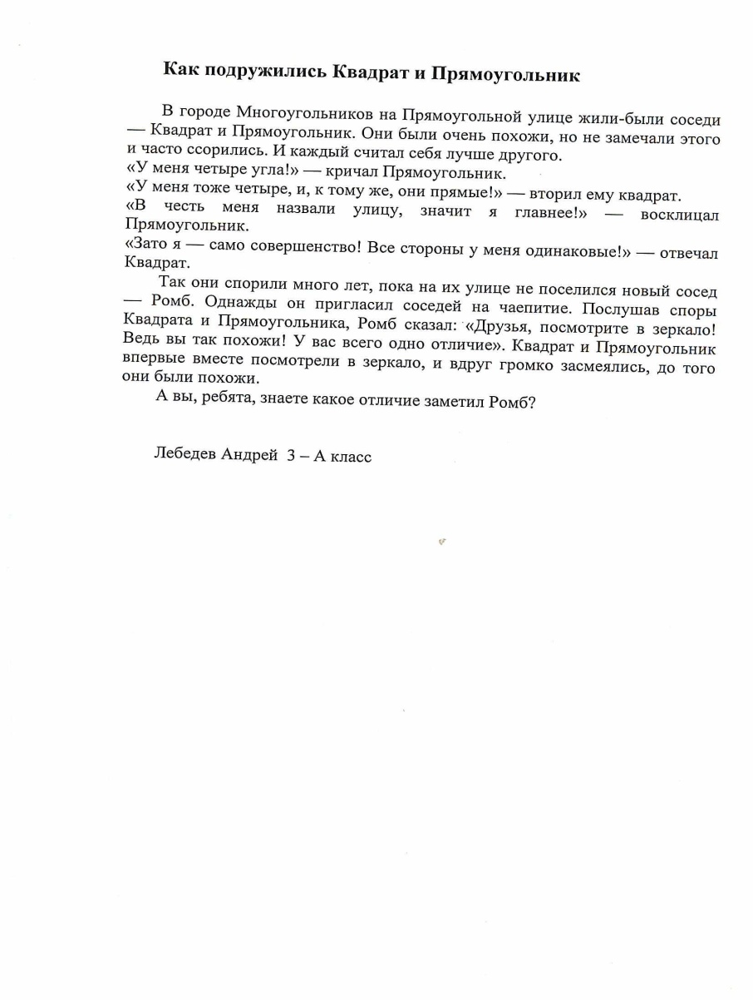 Как подружились Квадрат и Прямоугольник
В городе Многоугольников на Прямоугольной улице жили-были соседи
— Квадрат и Прямоугольник. Они были очень похожи, но не замечали этого
и часто ссорились. И каждый считал себя лучше другого.
«У меня четыре угла!» — кричал Прямоугольник.
«У меня тоже четыре, и, к тому же, они прямые!» — вторил ему квадрат.
«В честь меня назвали улицу, значит я главнее!» — восклицал
Прямоугольник.
«Зато я — само совершенство! Все стороны у меня одинаковые!» — отвечал
Квадрат.
Так они спорили много лет, пока на их улице не поселился новый сосед
— Ромб. Однажды он пригласил соседей на чаепитие. Послушав споры
Квадрата и Прямоугольника, Ромб сказал: «Друзья, посмотрите в зеркало!
Ведь вы так похожи! У вас всего одно отличие». Квадрат и Прямоугольник
впервые вместе посмотрели в зеркало, и вдруг громко засмеялись, до того
они были похожи.
А вы, ребята, знаете какое отличие заметил Ромб?
Лебедев Андрей 3 – А класс